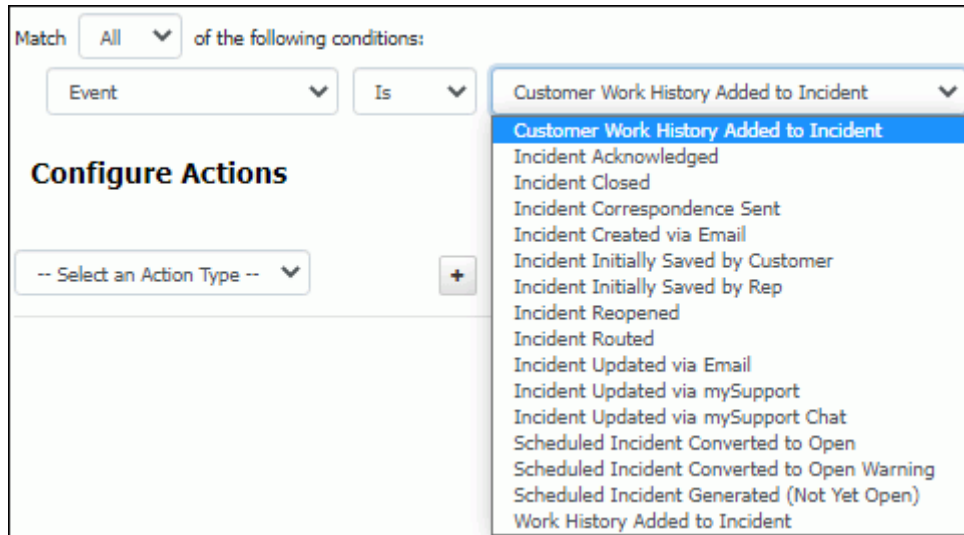 Match All of the following conditions:
Event Is Customer Work History Added to Incident
Customer Work History Added to Incident
Incident Acknowledged
Configure Actions
Incident Closed
Incident Correspondence Sent
Incident Created via Email
-- Select an Action Type -- +
Incident Initially Saved by Customer
Incident Initially Saved by Rep
Incident Reopened
Incident Routed
Incident Updated via Email
Incident Updated via mySupport
Incident Updated via mySupport Chat
Scheduled Incident Converted to Open
Scheduled Incident Converted to Open Warning
Scheduled Incident Generated (Not Yet Open)
Work History Added to Incident